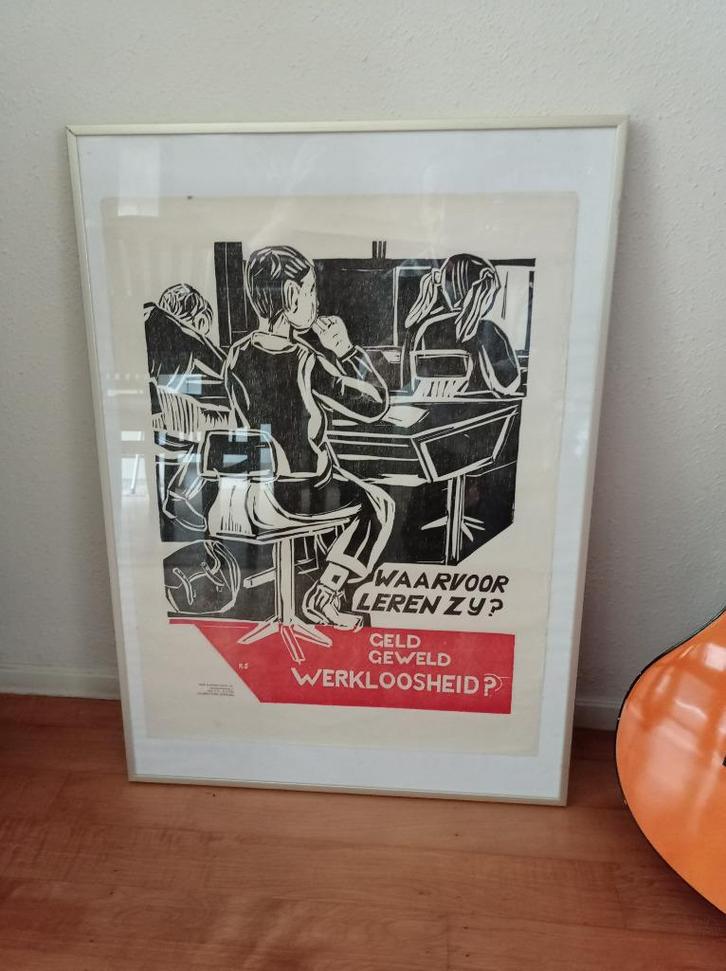 WAARVOOR
LEREN ZY?
GELD
GEWELD
WERKLOOSHEID?
R.S